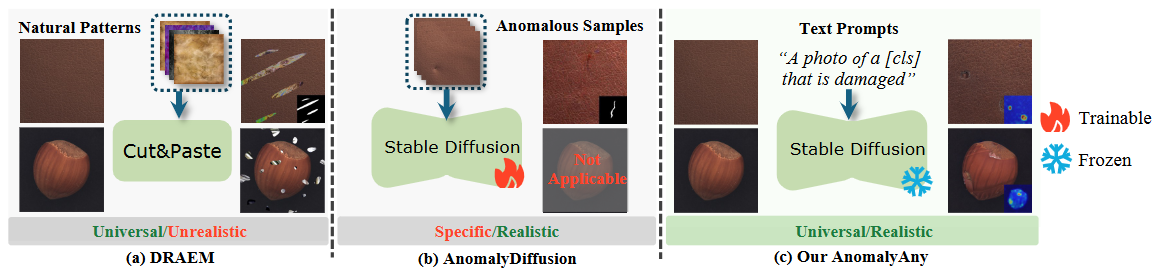 Natural Patterns
Cut&Paste
Universal/Unrealistic
(a) DRAEM
Anomalous Samples
Stable Diffusion
Not
Applicable
Specific/Realistic
(b) AnomalyDiffusion
Text Prompts
“A photo of a [cls]
that is damaged”
Stable Diffusion
Universal/Realistic
(c) Our AnomalyAny
Trainable
Frozen